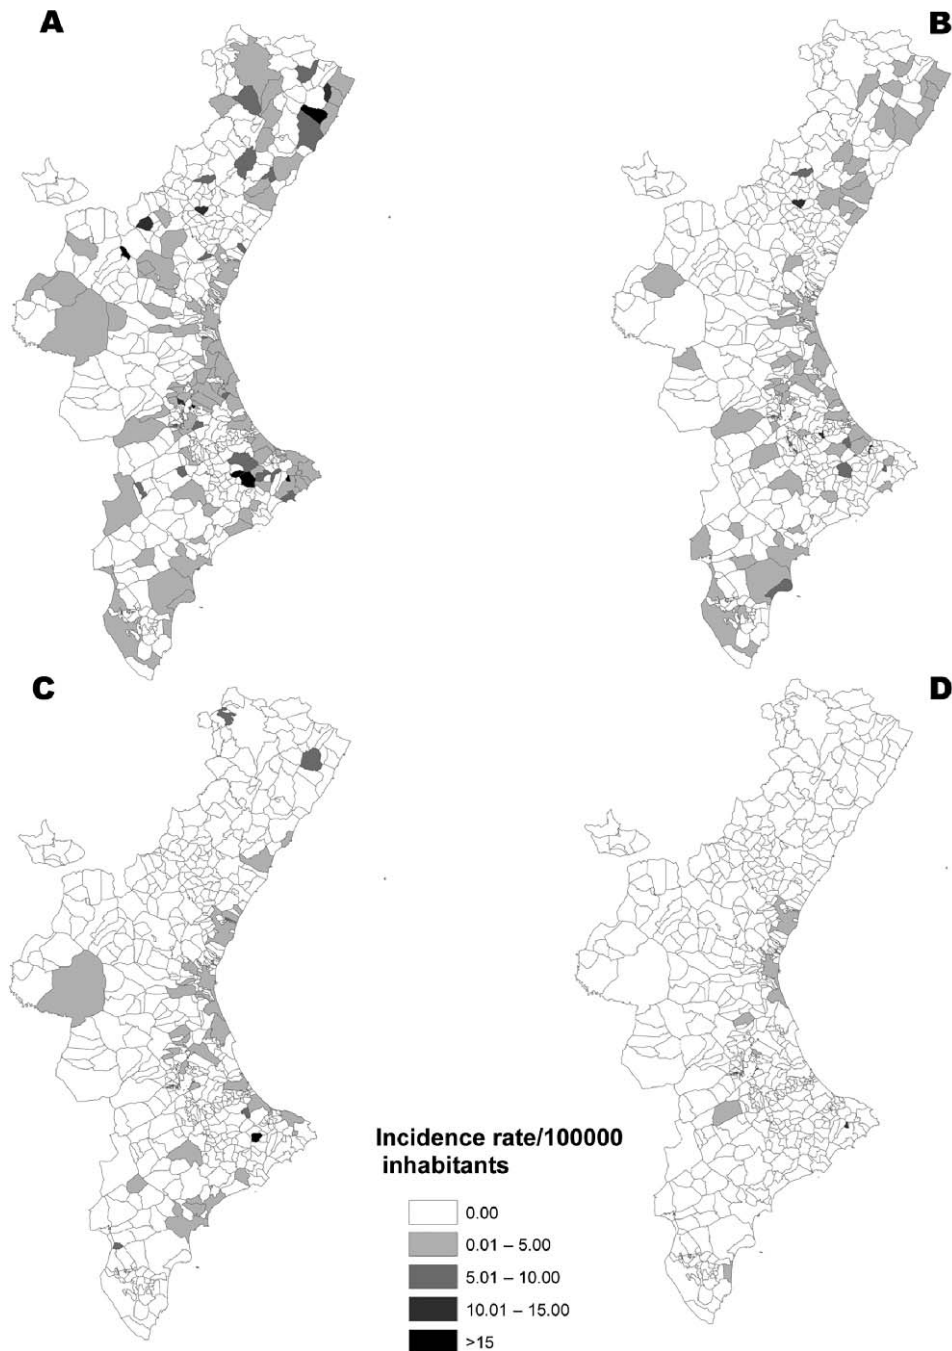 A
B
C
D
Incidence rate/100000
inhabitants
0.00
0.01 – 5.00
5.01 – 10.00
10.01 – 15.00
>15